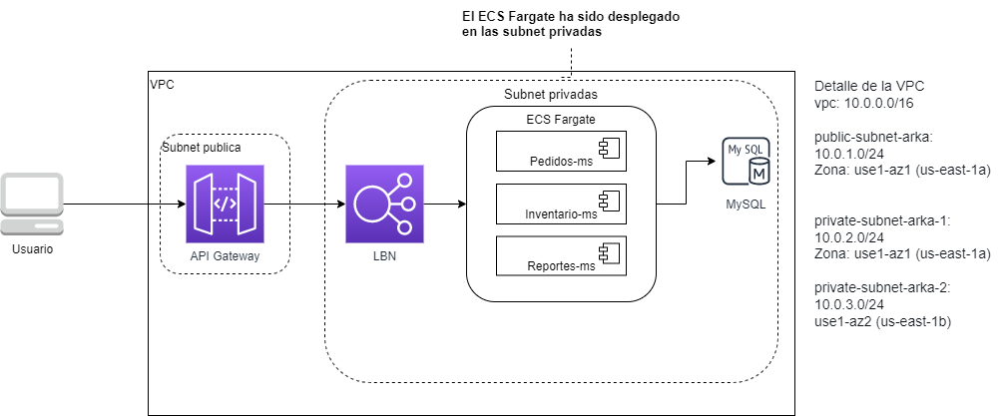 El ECS Fargate ha sido desplegado
en las subnet privadas
VPC
Subnet privadas
ECS Fargate
Subnet publica
Pedidos-ms
Inventario-ms
Reportes-ms
My SQL
M
MySQL
Usuario
API Gateway
LBN
Detalle de la VPC
vpc: 10.0.0.0/16
public-subnet-arka:
10.0.1.0/24
Zona: use1-az1 (us-east-1a)
private-subnet-arka-1:
10.0.2.0/24
Zona: use1-az1 (us-east-1a)
private-subnet-arka-2:
10.0.3.0/24
use1-az2 (us-east-1b)